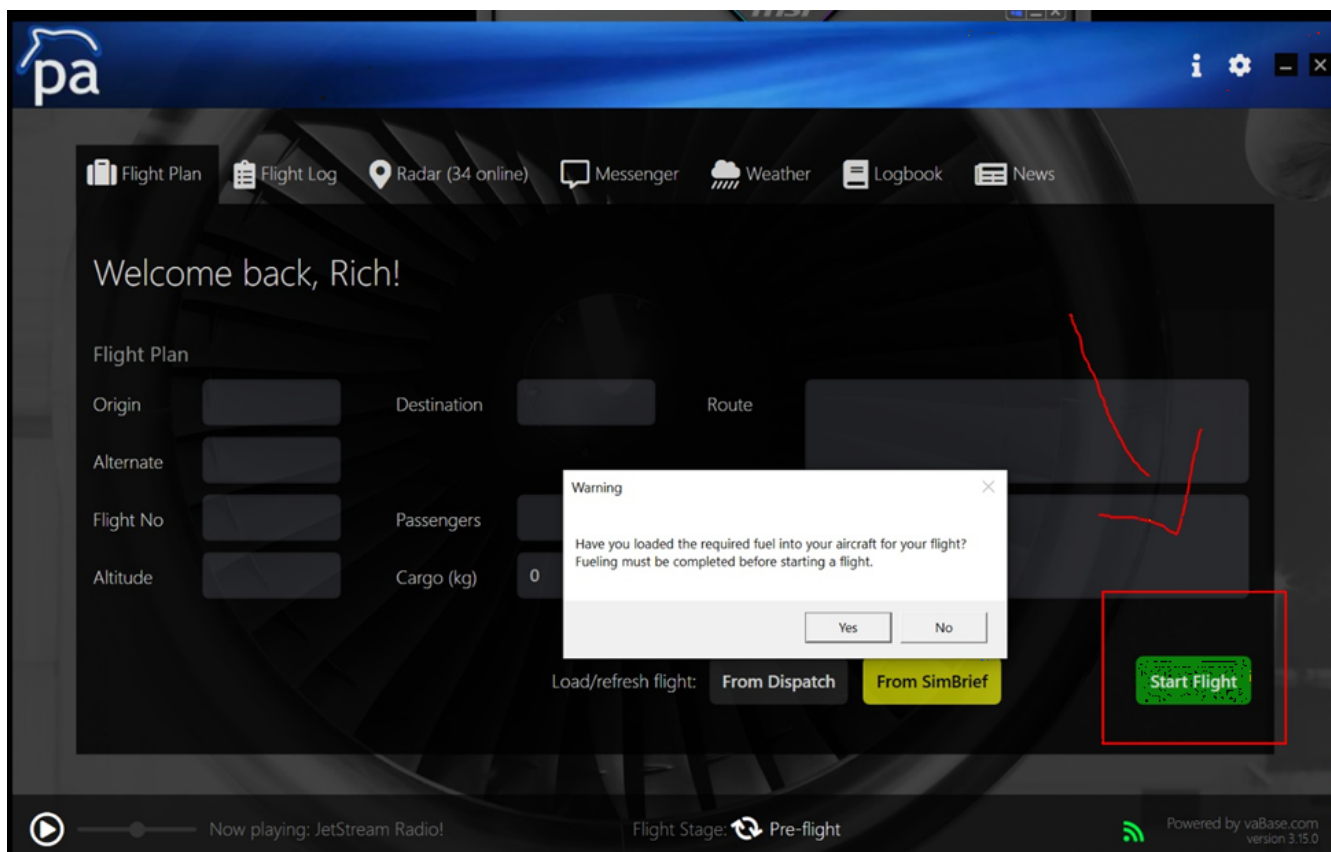 msi
pa
Flight Plan
Flight Log
Radar (34 online)
Messenger
Weather
Logbook
News
Welcome back, Rich!
Flight Plan
Origin
Destination
Route
Alternate
Flight No
Passengers
Altitude
Cargo (kg)
0
Warning
Have you loaded the required fuel into your aircraft for your flight?
Fueling must be completed before starting a flight.
Yes
No
Load/refresh flight:
From Dispatch
From SimBrief
Start Flight
Now playing: JetStream Radio!
Flight Stage:
Pre-flight
Powered by vaBase.com
version 3.15.0